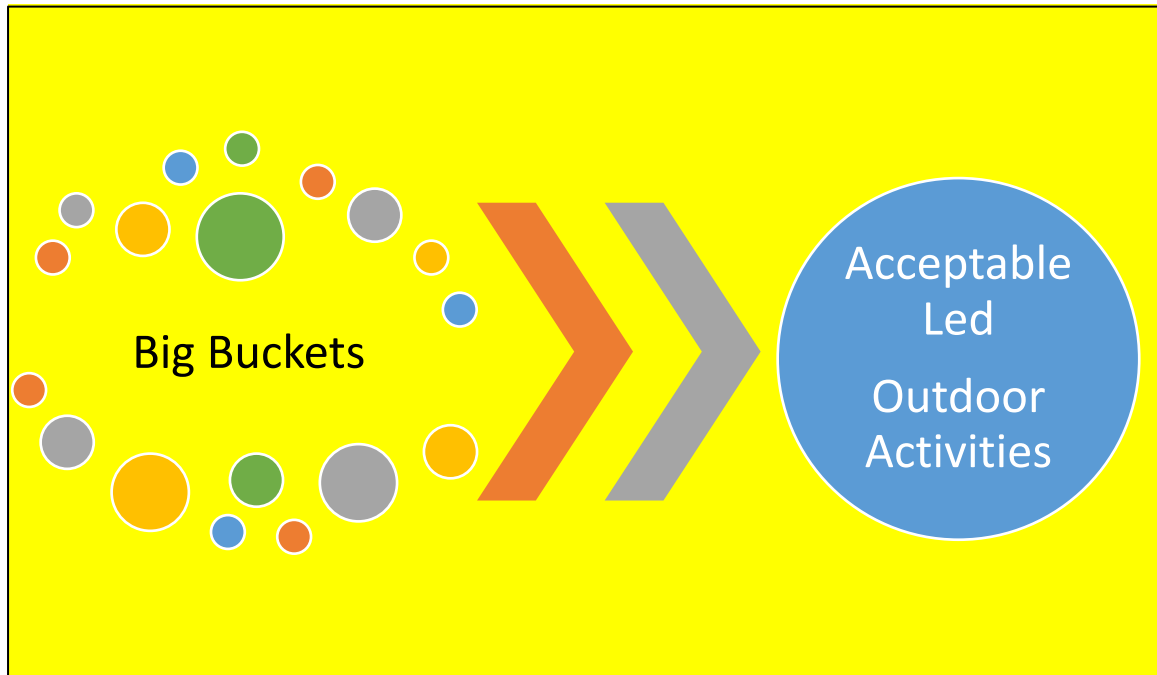 Big Buckets
Acceptable
Led
Outdoor
Activities